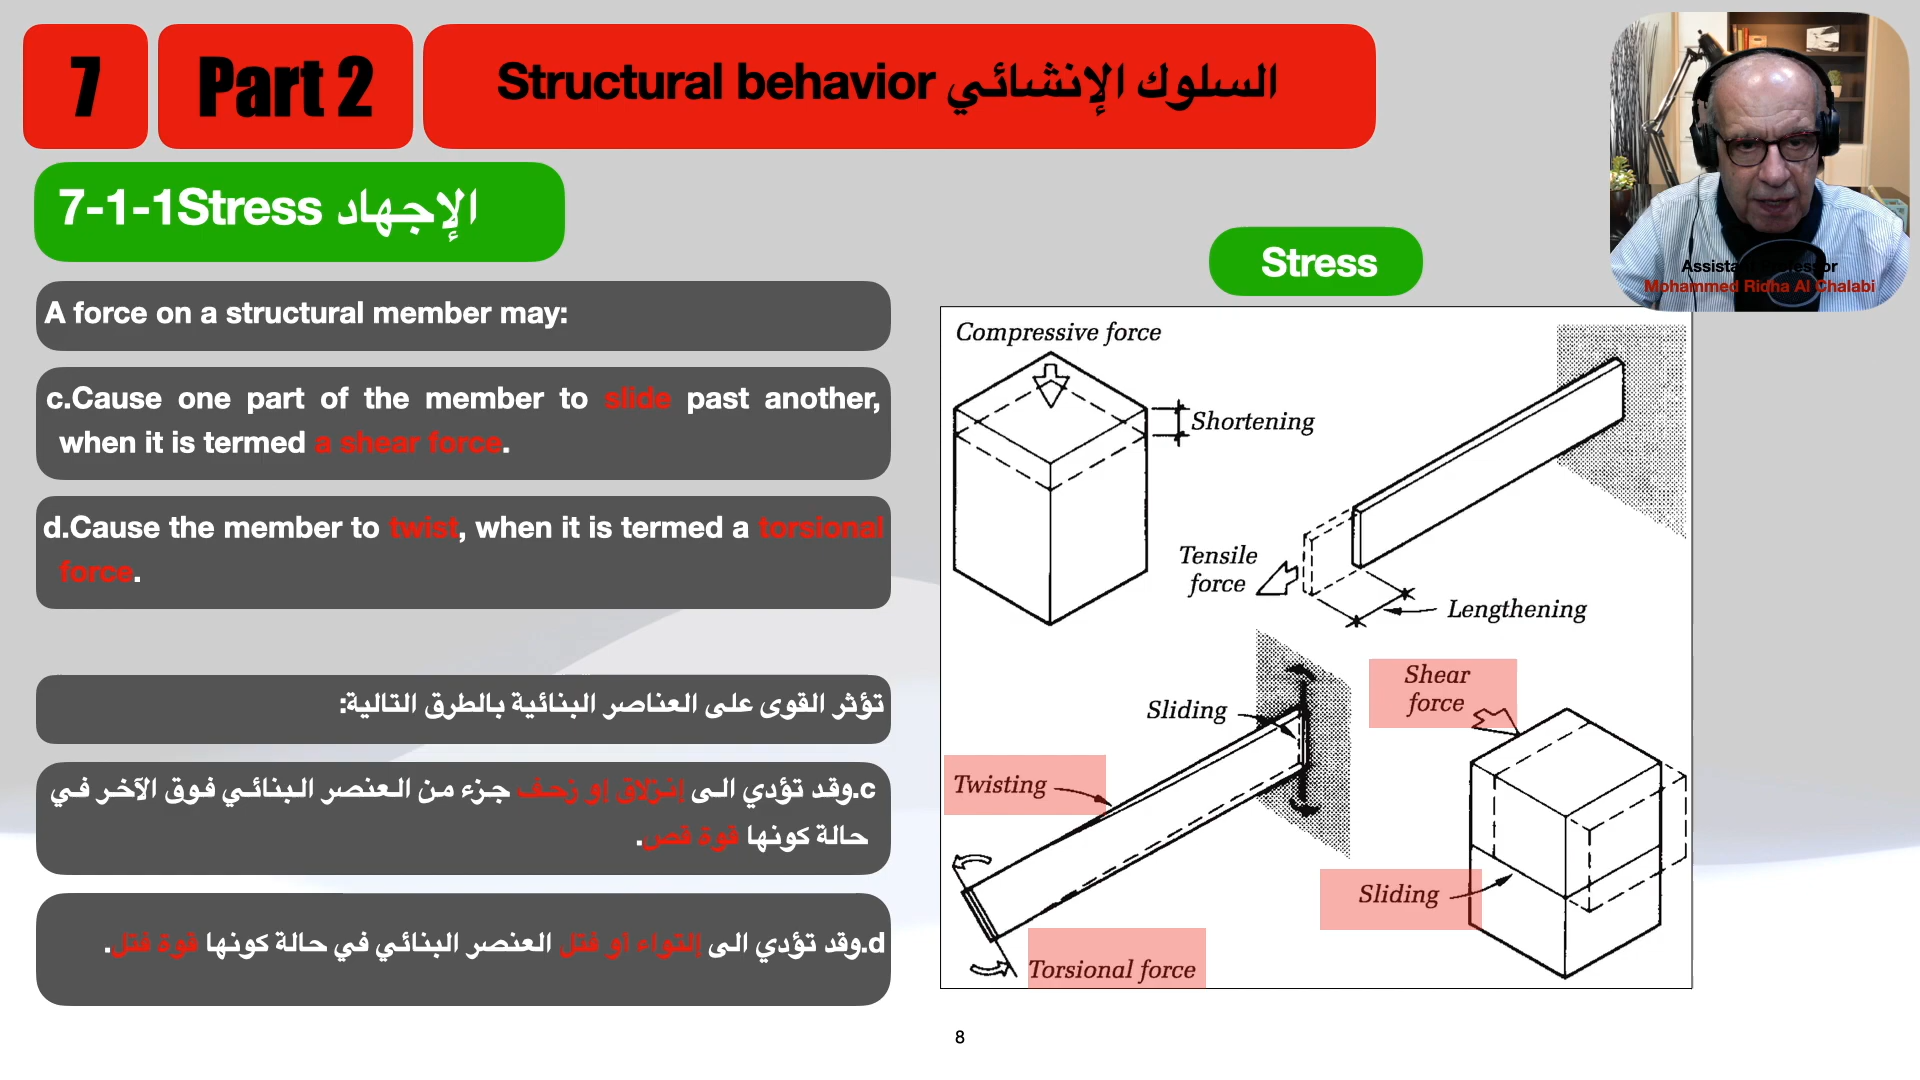 7
Part 2
Structural behavior السلوك الإنشائي
7-1-1Stress الإجهاد
Stress
Assistant Professor
Mohammed Ridha Al Chalabi
A force on a structural member may:
c.Cause one part of the member to slide past another,
when it is termed a shear force.
d.Cause the member to twist, when it is termed a torsional
force.
تؤثر القوى على العناصر البنائية بالطرق التالية:
c.وقد تؤدي الى إنزلاق إو زحف جزء من العنصر البنائي فوق الآخر في
حالة كونها قوة قص.
d.وقد تؤدي الى إلتواء أو فتل العنصر البنائي في حالة كونها قوة فتل.
Compressive force
Shortening
Tensile
force
Lengthening
Shear
force
Sliding
Twisting
Sliding
Torsional force
8